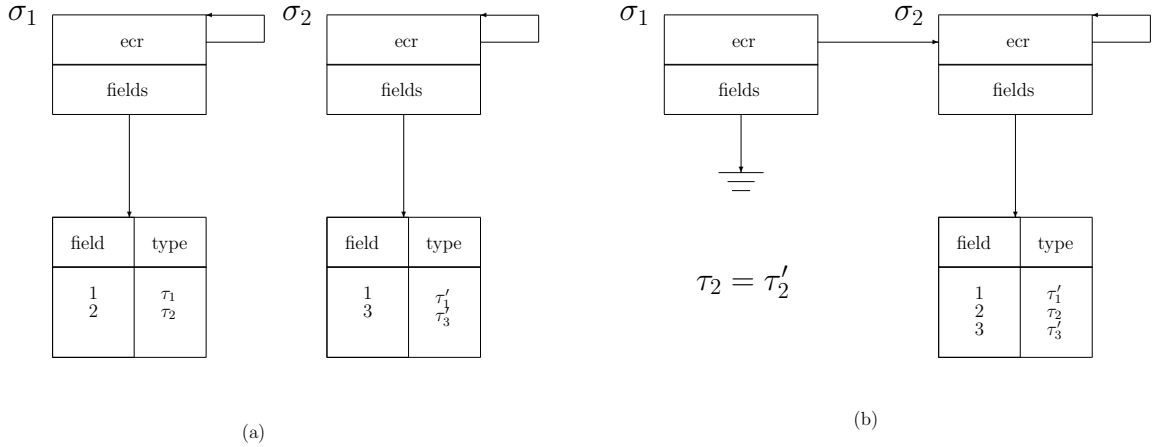 σ1 σ2 σ1 σ2
ecr ecr ecr ecr
fields fields fields fields
field type field type field type
τ2 = τ′2
1 τ1 1 τ′1 1 τ′1
2 τ2 3 τ′3 2 τ2
3 τ′3
(a) (b)